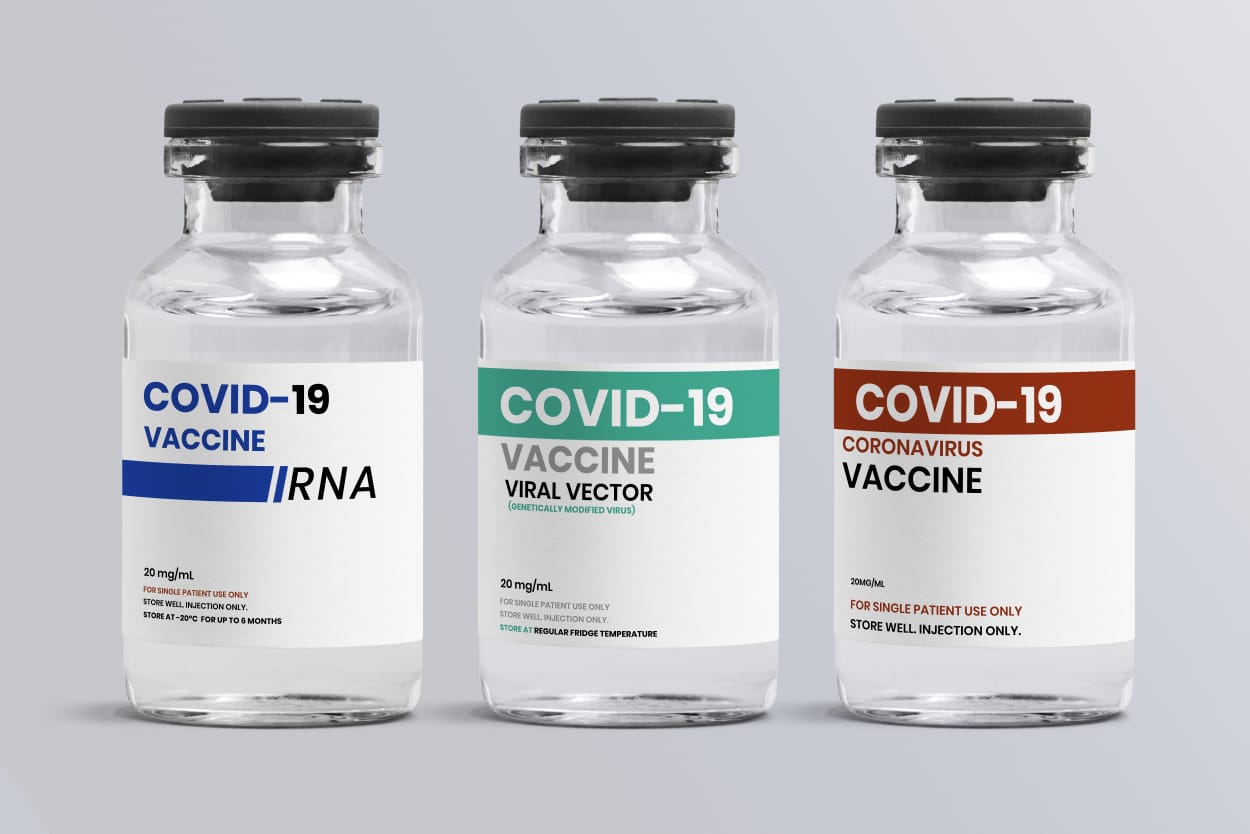 COVID-19
VACCINE
RNA
20 mg/mL
FOR SINGLE PATIENT USE ONLY
STORE WELL. INJECTION ONLY.
STORE AT -20°C FOR UP TO 6 MONTHS
COVID-19
VACCINE
VIRAL VECTOR
(GENETICALLY MODIFIED VIRUS)
20 mg/mL
FOR SINGLE PATIENT USE ONLY
STORE WELL. INJECTION ONLY.
STORE AT REGULAR FRIDGE TEMPERATURE
COVID-19
CORONAVIRUS
VACCINE
20MG/ML
FOR SINGLE PATIENT USE ONLY
STORE WELL. INJECTION ONLY.